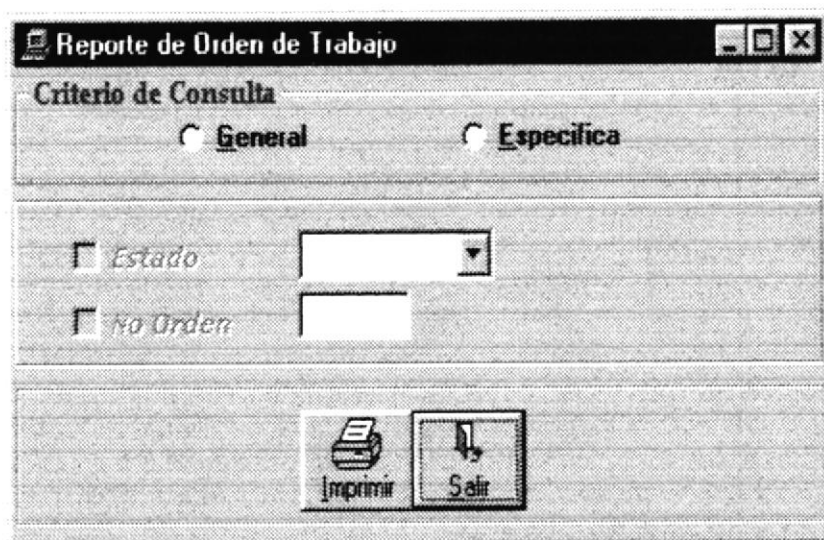 Reporte de Orden de Trabajo
Criterio de Consulta
General Especifica
Estado
No Orden
Imprimir Salir